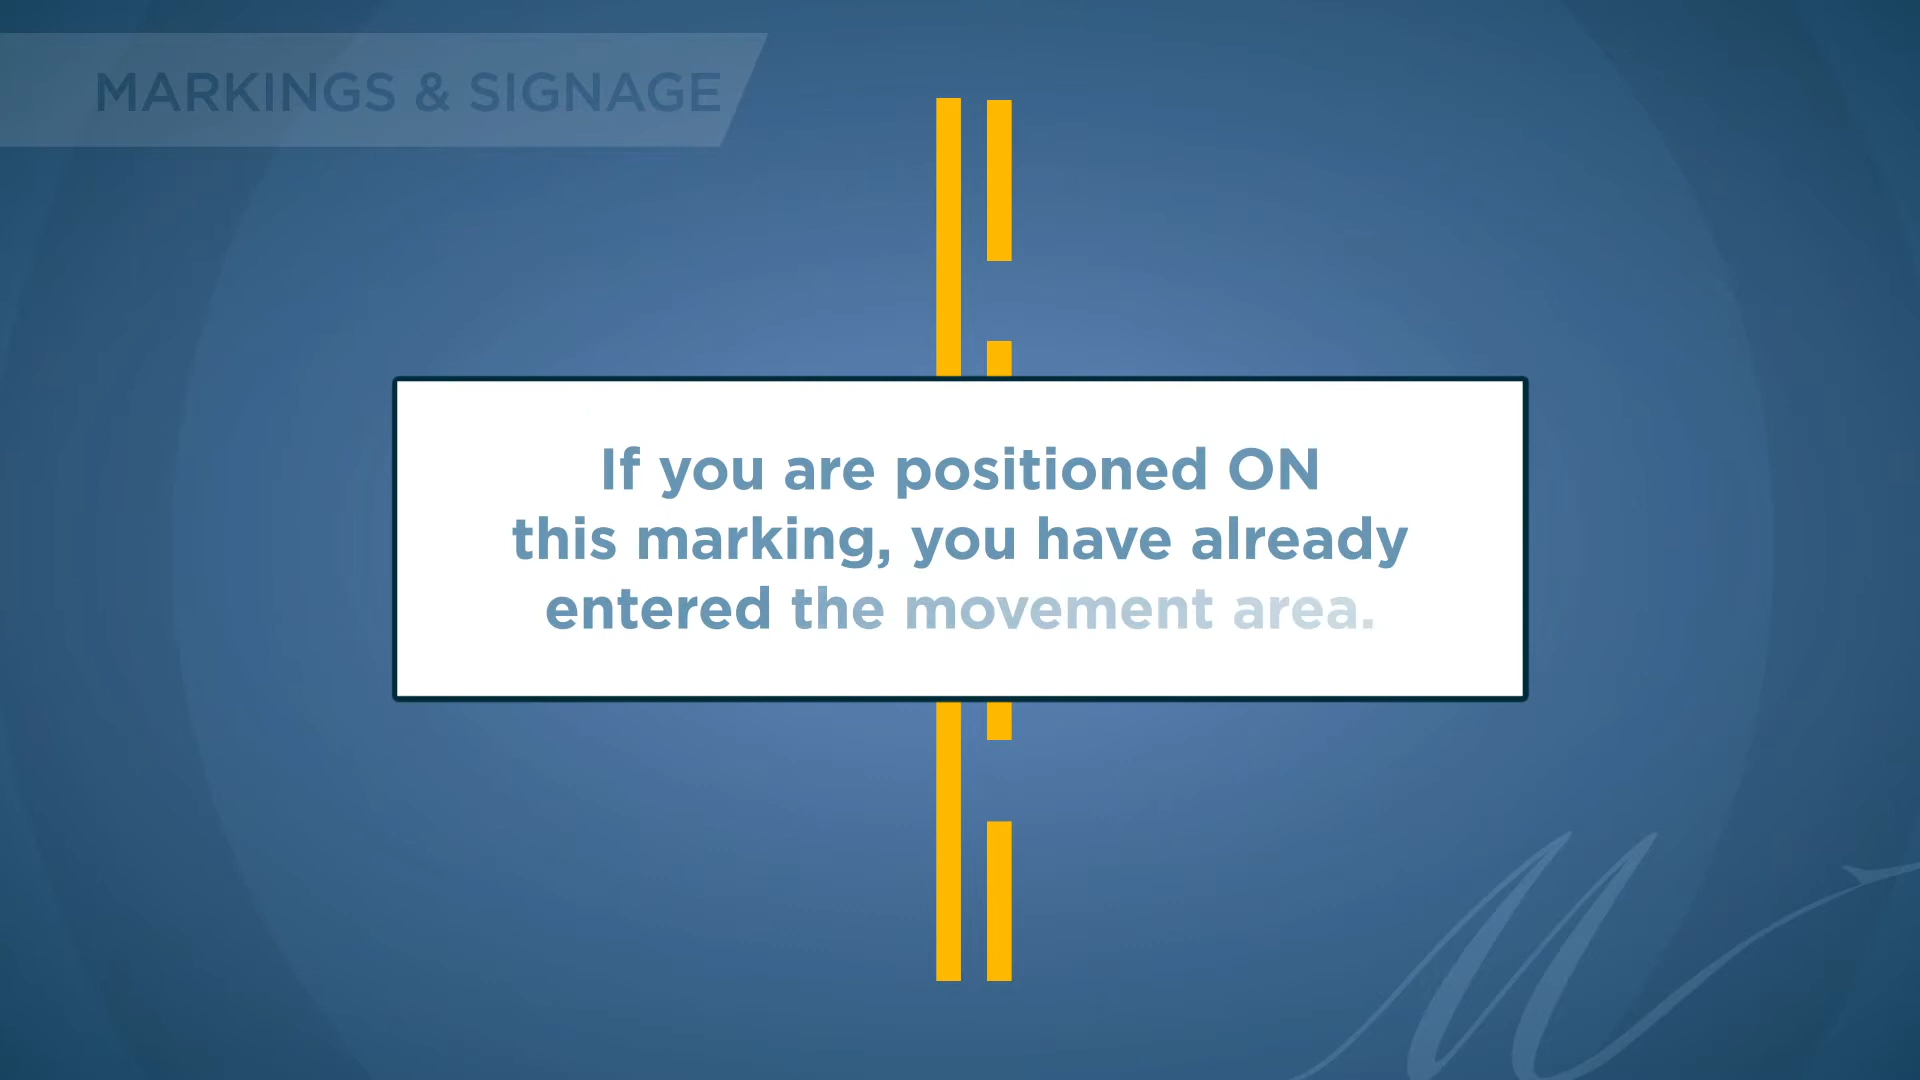 MARKINGS & SIGNAGE
If you are positioned ON
this marking, you have already
entered the movement area.